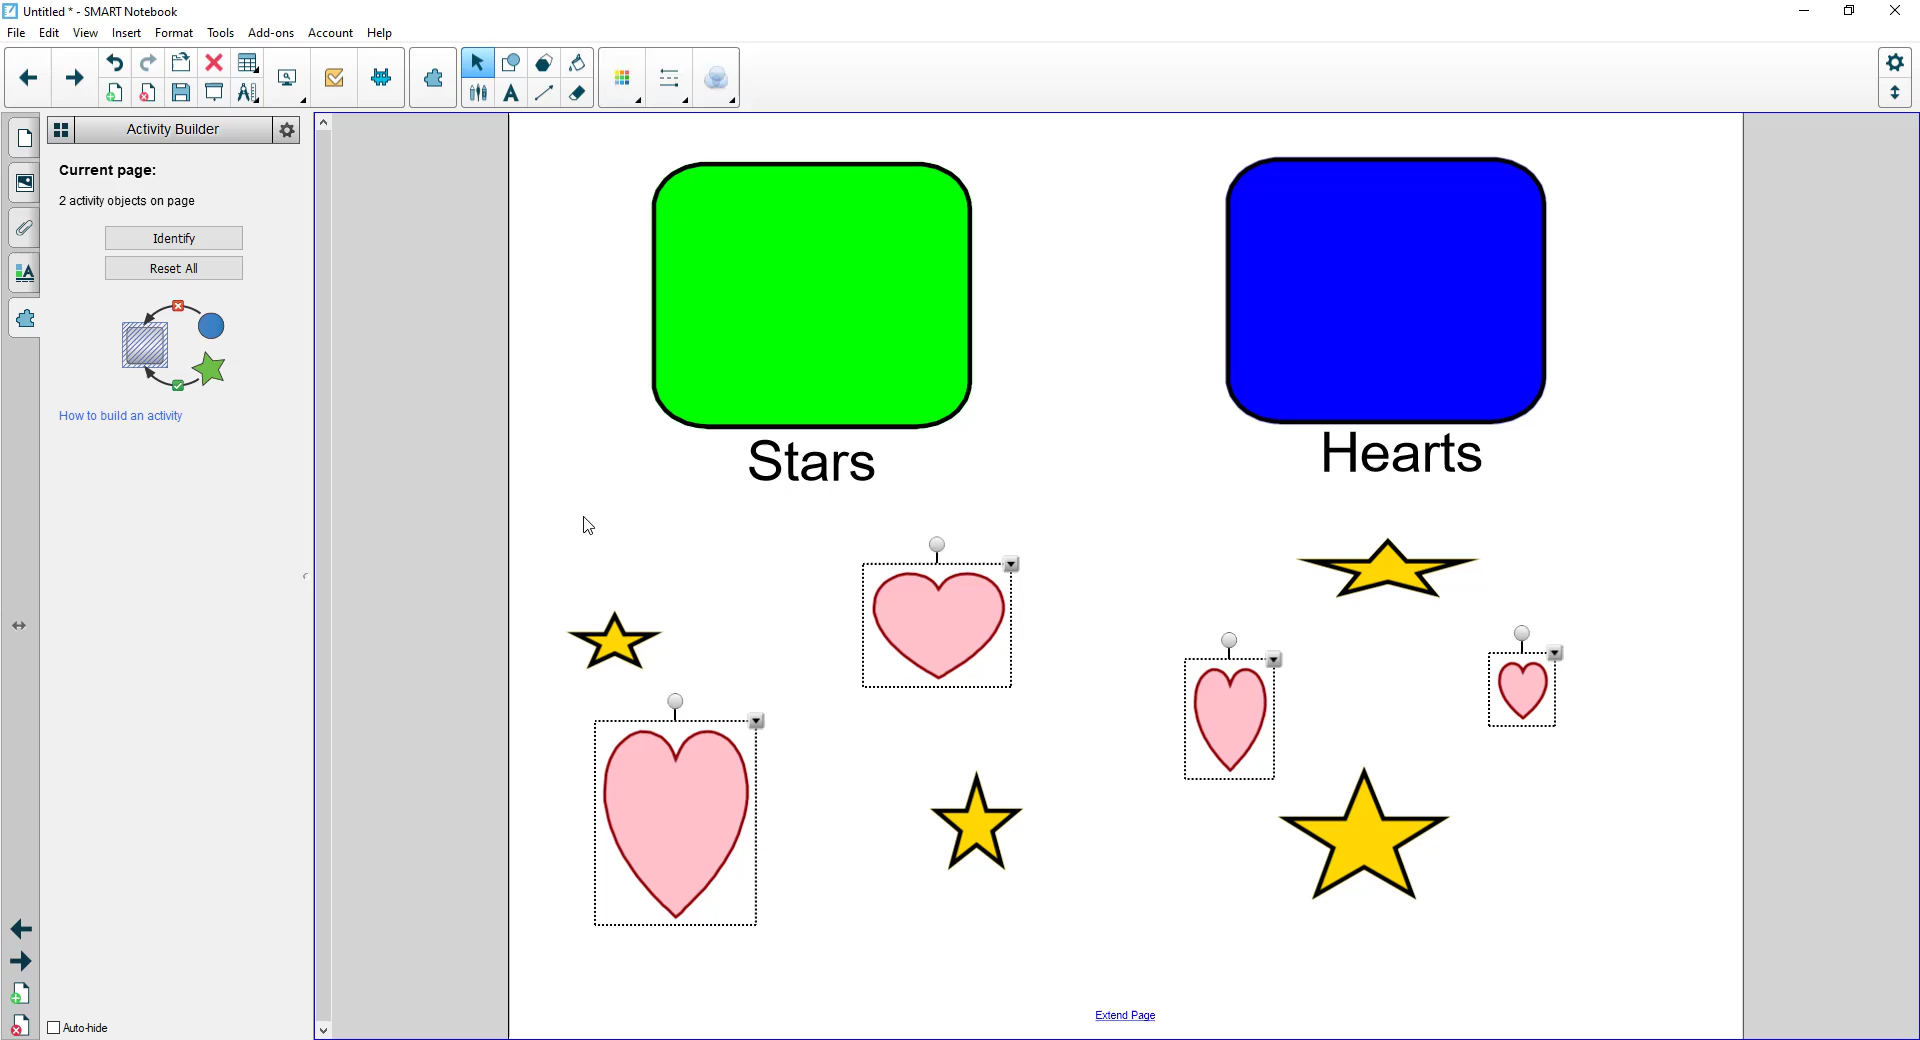 Untitled * - SMART Notebook
File Edit View Insert Format Tools Add-ons Account Help
Activity Builder
Current page:
2 activity objects on page
Identify
Reset All
How to build an activity
Auto-hide
Stars
Hearts
Extend Page